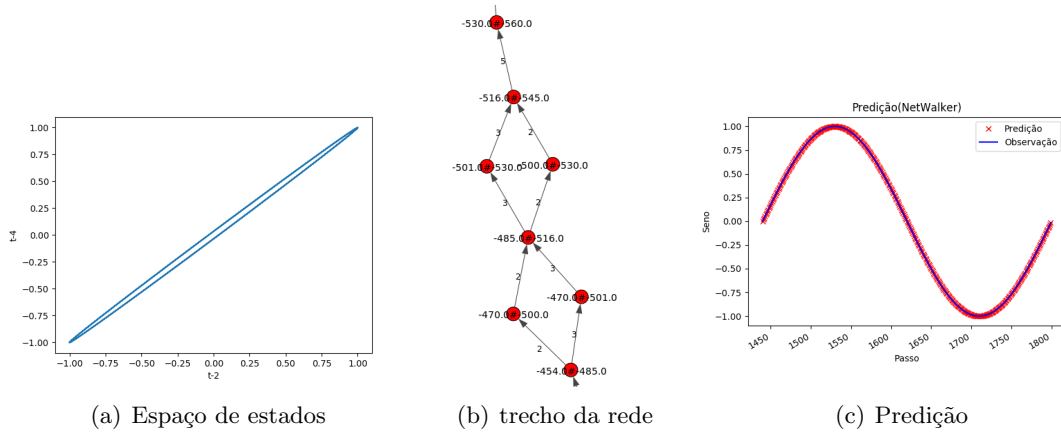 1.00
0.75
0.50
0.25
0.00
−0.25
−0.50
−0.75
−1.00
t-4
−1.00 −0.75 −0.50 −0.25 0.00 0.25 0.50 0.75 1.00
t-2
(a) Espaço de estados
-530.0#-560.0
5
-516.0#-545.0
3 2
-501.0#-530.0 -500.0#-530.0
3 2
-485.0#-516.0
2 3
-470.0#-501.0
-470.0#-500.0
3
2
-454.0#-485.0
(b) trecho da rede
Predição(NetWalker)
Predição
Observação
1.00
0.75
0.50
0.25
0.00
−0.25
−0.50
−0.75
−1.00
Seno
1450 1500 1550 1600 1650 1700 1750 1800
Passo
(c) Predição